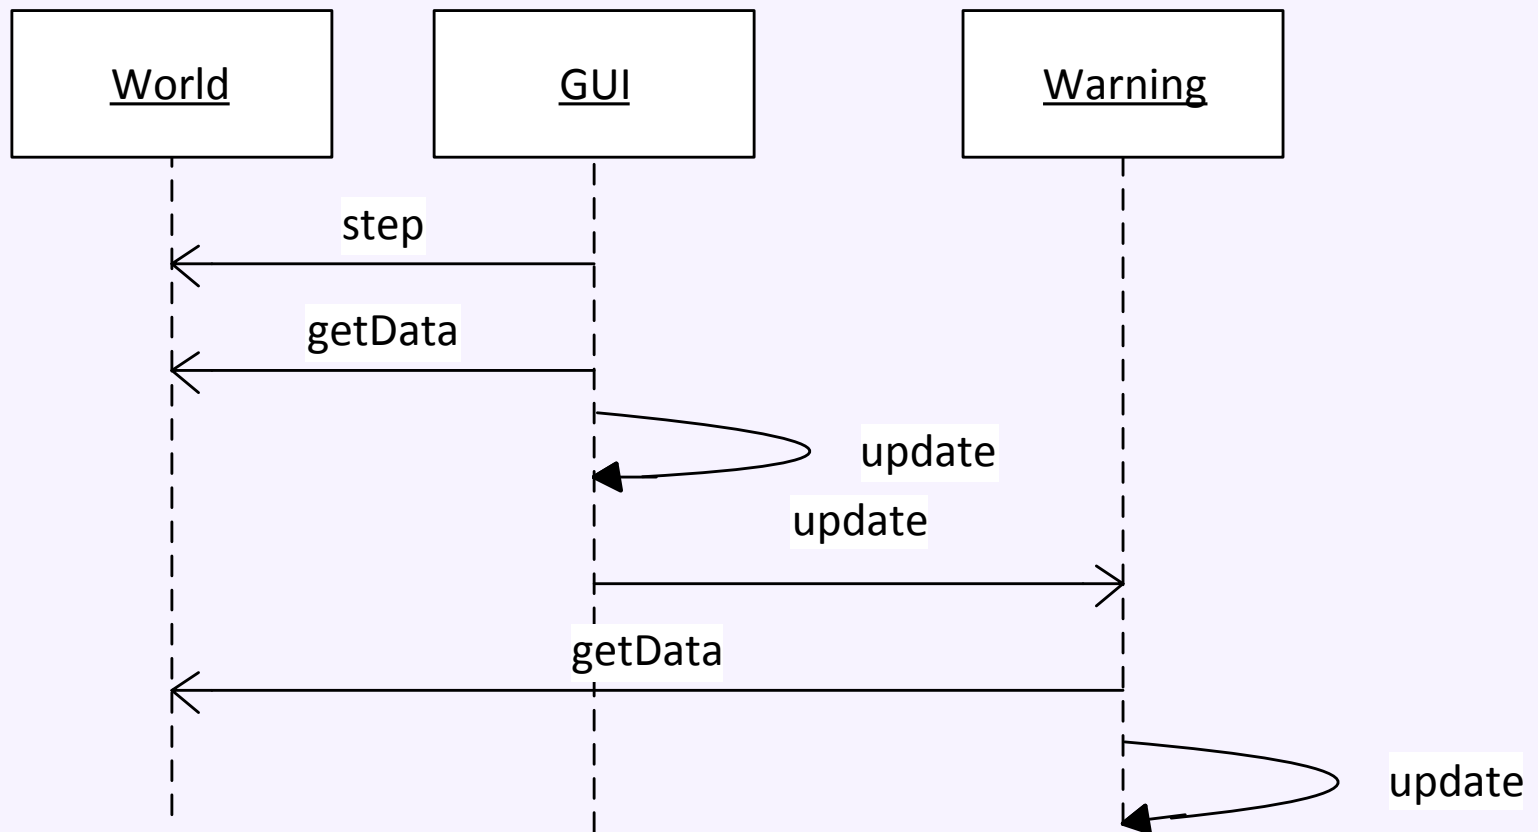 World
GUI
Warning
step
getData
update
update
getData
update